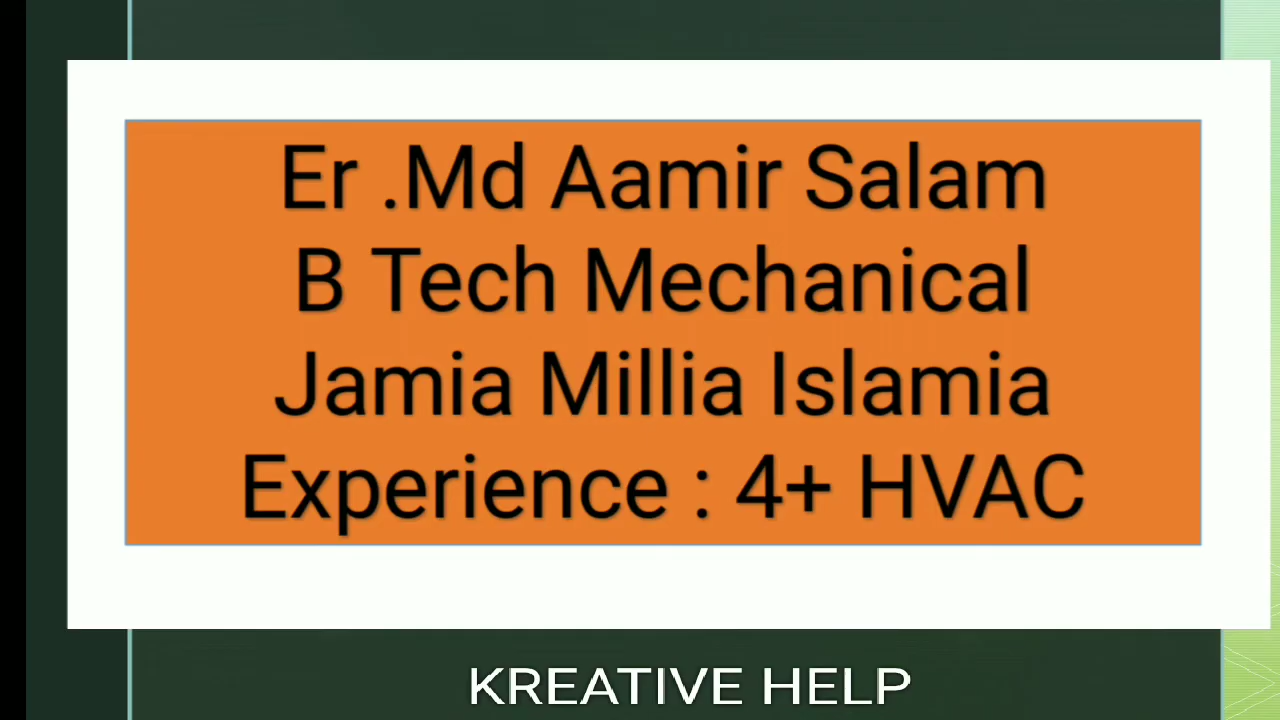 Er .Md Aamir Salam
B Tech Mechanical
Jamia Millia Islamia
Experience : 4+ HVAC
KREATIVE HELP